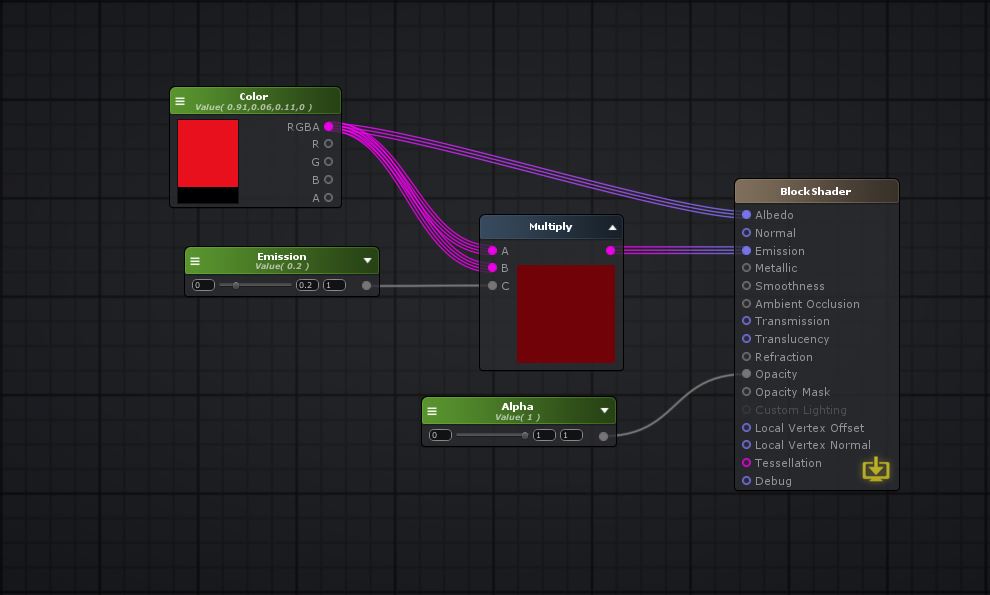 Color
Value( 0.91,0.06,0.11,0 )
RGBA
R
G
B
A
BlockShader
Albedo
Normal
Emission
Metallic
Smoothness
Ambient Occlusion
Transmission
Translucency
Refraction
Opacity
Opacity Mask
Custom Lighting
Local Vertex Offset
Local Vertex Normal
Tessellation
Debug
Multiply
A
B
C
Emission
Value( 0.2 )
0 0.2 1
Alpha
Value( 1 )
0 1 1